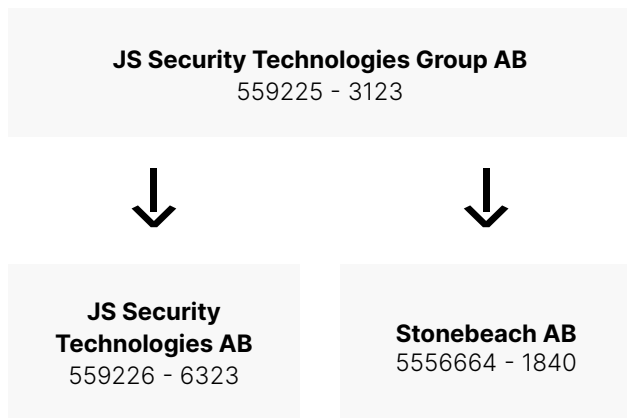 JS Security Technologies Group AB
559225 - 3123
JS Security
Technologies AB
559226 - 6323
Stonebeach AB
5556664 - 1840